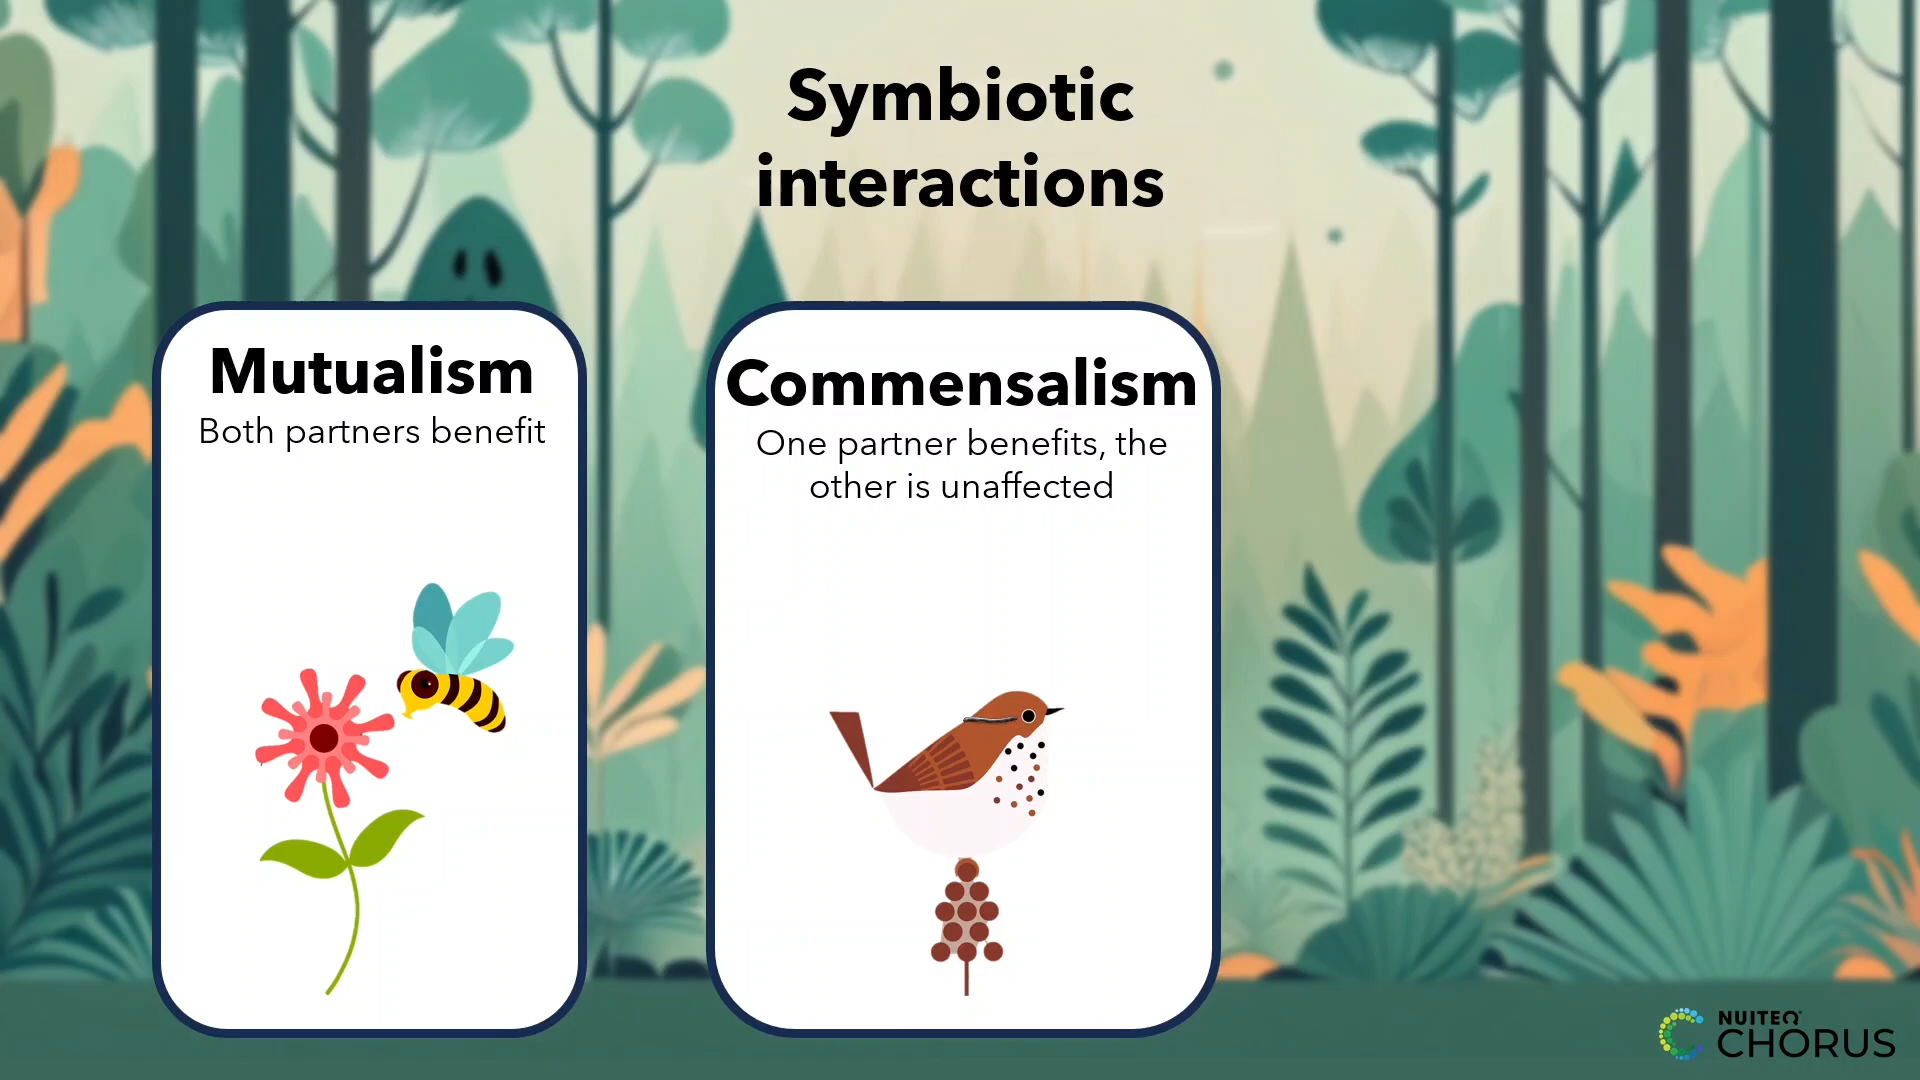 Symbiotic
interactions
Mutualism
Both partners benefit
Commensalism
One partner benefits, the
other is unaffected
NUITEQ
CHORUS